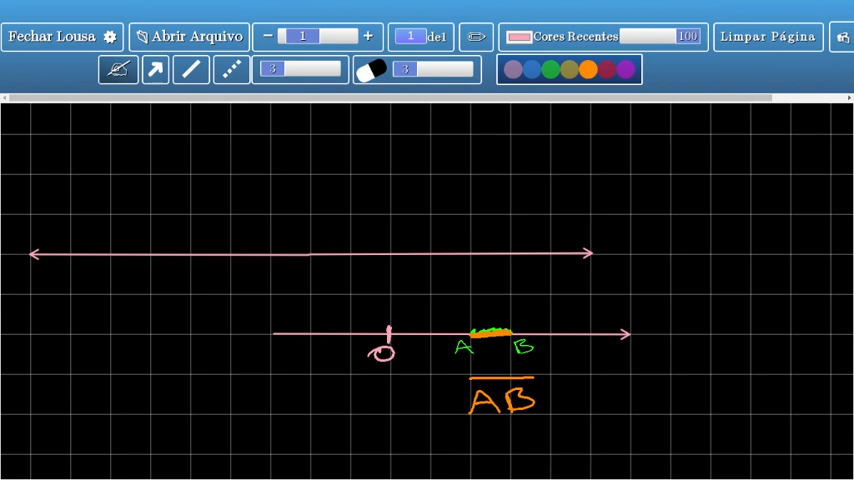 Fechar Lousa Abrir Arquivo − 1 + 1 de1 Cores Recentes 100 Limpar Página
3 3
O A B
AB